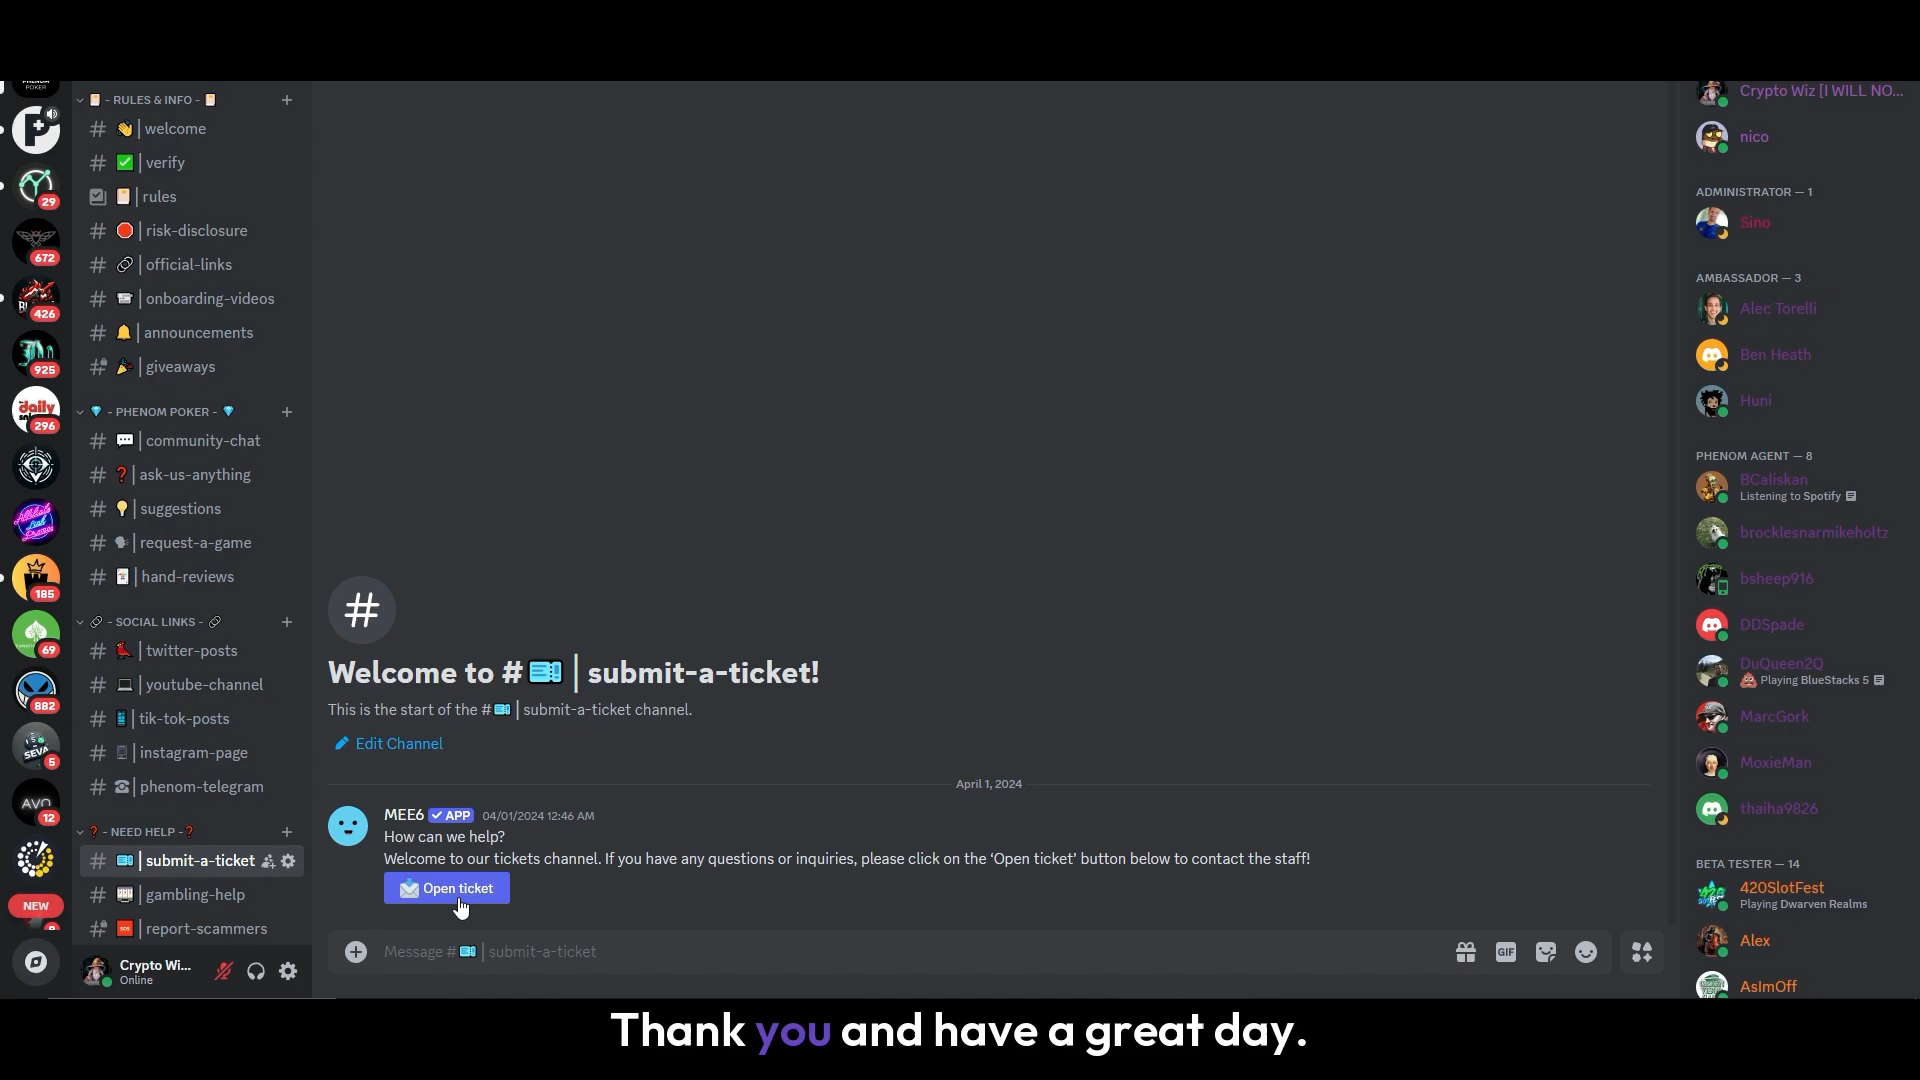 PHENOM
POKER
29
672
426
925
daily
296
185
69
882
SEVA
5
AVO
12
NEW
- RULES & INFO -
# 👋 | welcome
# ✅ | verify
rules
# 🛑 | risk-disclosure
# 🔗 | official-links
# | onboarding-videos
# 🔔 | announcements
# 🎉 | giveaways
💎 - PHENOM POKER - 💎
# 💬 | community-chat
# ❓ | ask-us-anything
# 💡 | suggestions
# 🗣 | request-a-game
# 🃏 | hand-reviews
🔗 - SOCIAL LINKS - 🔗
# | twitter-posts
# 💻 | youtube-channel
# 📱 | tik-tok-posts
# | instagram-page
# ☎ | phenom-telegram
❓ - NEED HELP - ❓
# 🎫 | submit-a-ticket
# 🎰 | gambling-help
# 🆘 | report-scammers
Crypto Wi...
Online
Welcome to # 🎫 | submit-a-ticket!
This is the start of the # 🎫 | submit-a-ticket channel.
Edit Channel
April 1, 2024
MEE6 ✓ APP 04/01/2024 12:46 AM
How can we help?
Welcome to our tickets channel. If you have any questions or inquiries, please click on the ‘Open ticket’ button below to contact the staff!
📩 Open ticket
Message # 🎫 | submit-a-ticket
GIF
Crypto Wiz [I WILL NO...
nico
ADMINISTRATOR — 1
Sino
AMBASSADOR — 3
Alec Torelli
Ben Heath
Huni
PHENOM AGENT — 8
BCaliskan
Listening to Spotify
brocklesnarmikeholtz
bsheep916
DDSpade
DuQueen2Q
💩 Playing BlueStacks 5
MarcGork
MoxieMan
thaiha9826
BETA TESTER — 14
420SlotFest
Playing Dwarven Realms
Alex
AsImOff
Thank you and have a great day.